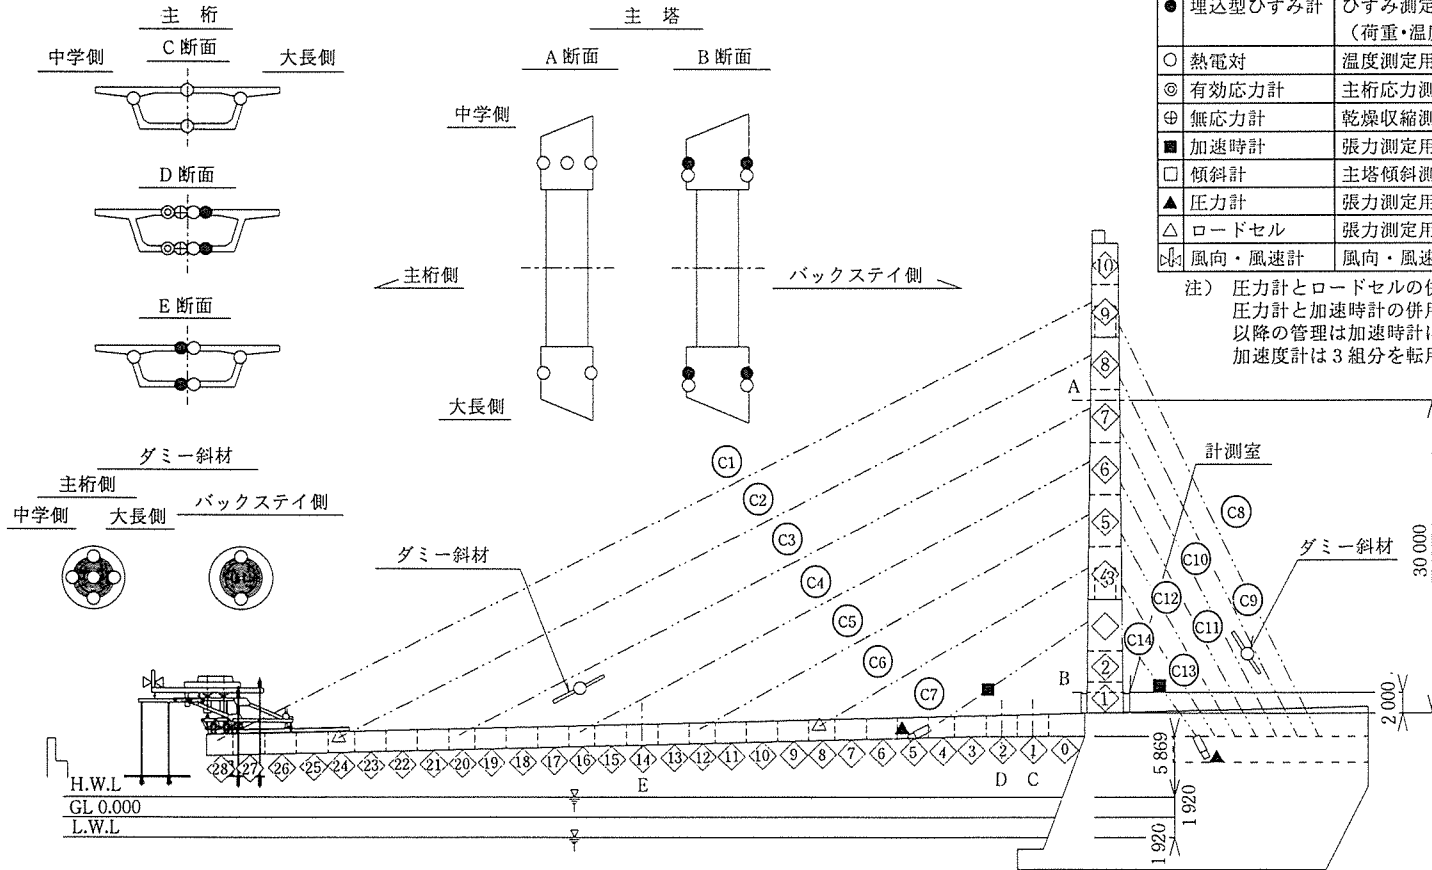 主 桁
C 断面
中学側
大長側
D 断面
E 断面
主 塔
A 断面
B 断面
中学側
主桁側
バックステイ側
大長側
ダミー斜材
主桁側
中学側
大長側
バックステイ側
埋込型ひずみ計
ひずみ測定
（荷重・温
熱電対
温度測定用
有効応力計
主桁応力測
無応力計
乾燥収縮測
加速時計
張力測定用
傾斜計
主塔傾斜測
圧力計
張力測定用
ロードセル
張力測定用
風向・風速計
風向・風速
注） 圧力計とロードセルの
圧力計と加速時計の併用
以降の管理は加速時計
加速度計は 3 組分を転用
10
9
8
A
7
6
5
3
2
B
1
計測室
ダミー斜材
ダミー斜材
C1
C2
C3
C4
C5
C6
C7
C8
C10
C9
C12
C11
C14
C13
30 000
2 000
5 869
1 920
1 920
28 27 26 25 24 23 22 21 20 19 18 17 16 15 14 13 12 11 10 9 8 7 6 5 4 3 2 1 0
E
D
C
H.W.L
GL 0.000
L.W.L